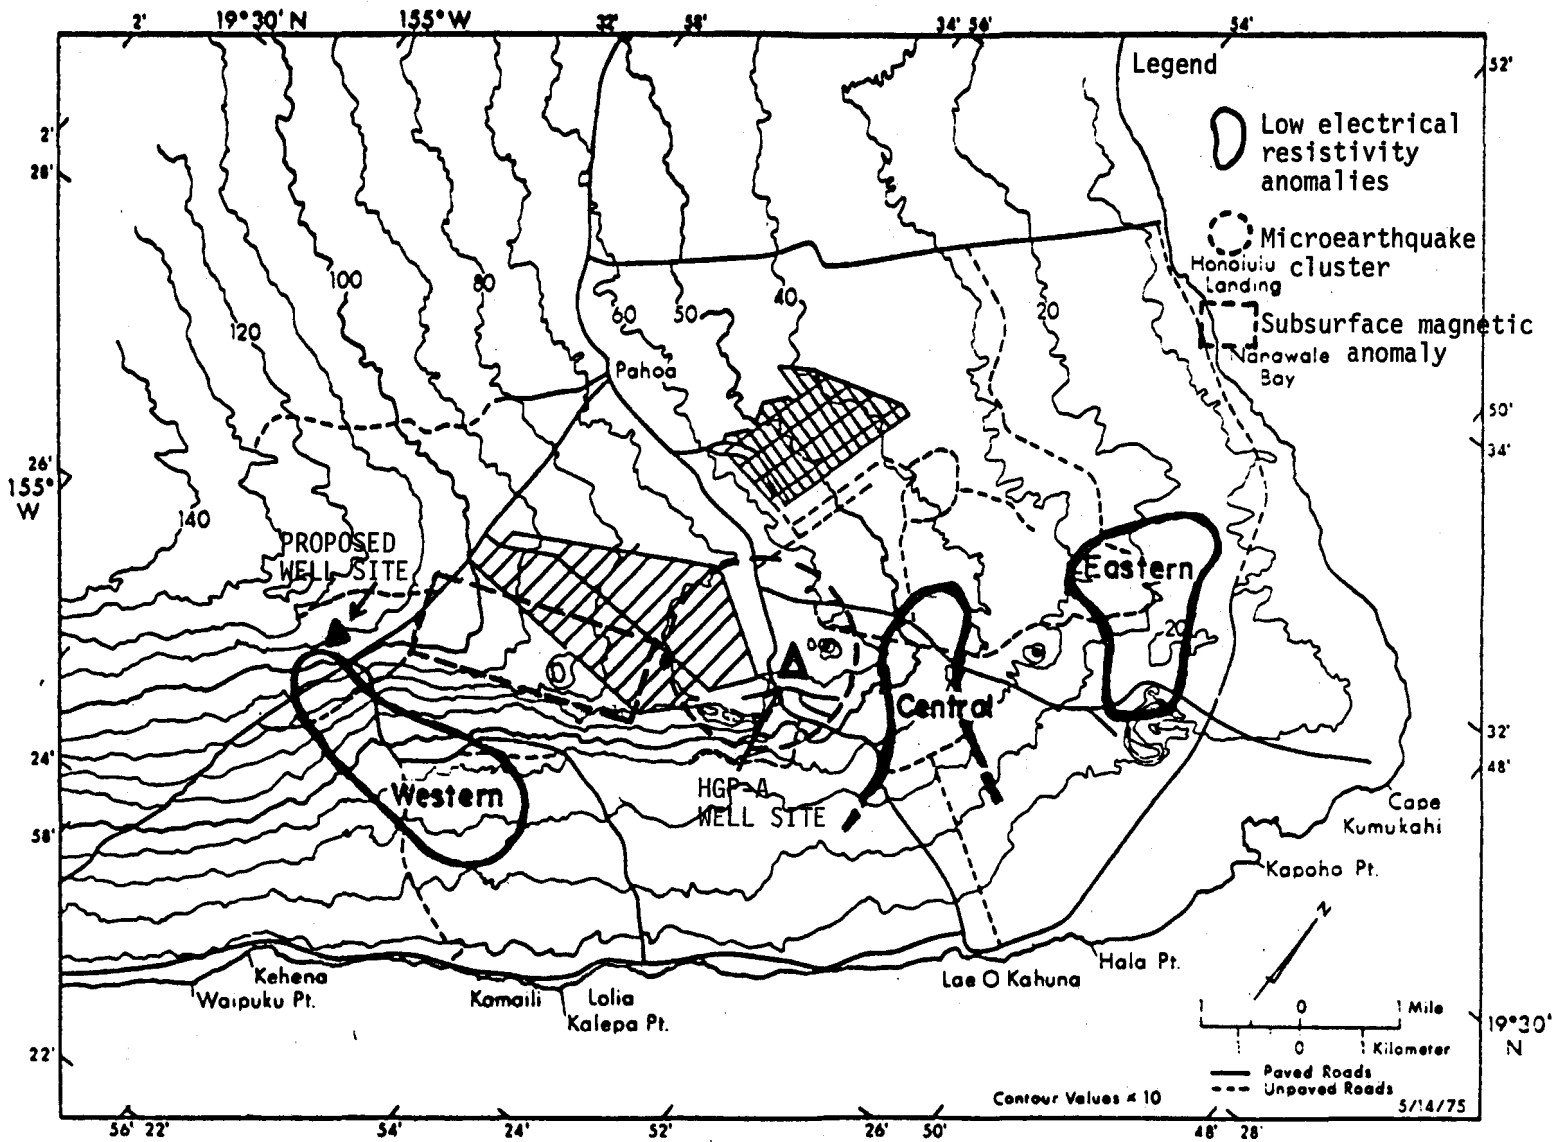 2'
19°30' N
155° W
32'
58'
34'
56'
54'
Legend
52'
Low electrical
resistivity
anomalies
2'
28'
Microearthquake
cluster
Honolulu
Landing
100
80
60
50
40
20
120
Subsurface magnetic
anomaly
Nanawale
Bay
Pahoa
50'
34'
26'
155°
W
140
PROPOSED
WELL SITE
Eastern
20
Central
32'
48'
24'
58'
Western
HGP-A
WELL SITE
Cape
Kumukahi
Kapoho Pt.
N
Kehena
Waipuku Pt.
Kamaili
Lolia
Kalepa Pt.
Lae O Kahuna
Hala Pt.
1 0 1 Mile
0 1 Kilometer
19°30'
N
22'
Paved Roads
Unpaved Roads
Contour Values × 10
5/14/75
56'
22'
54'
24'
52'
26'
50'
48'
28'